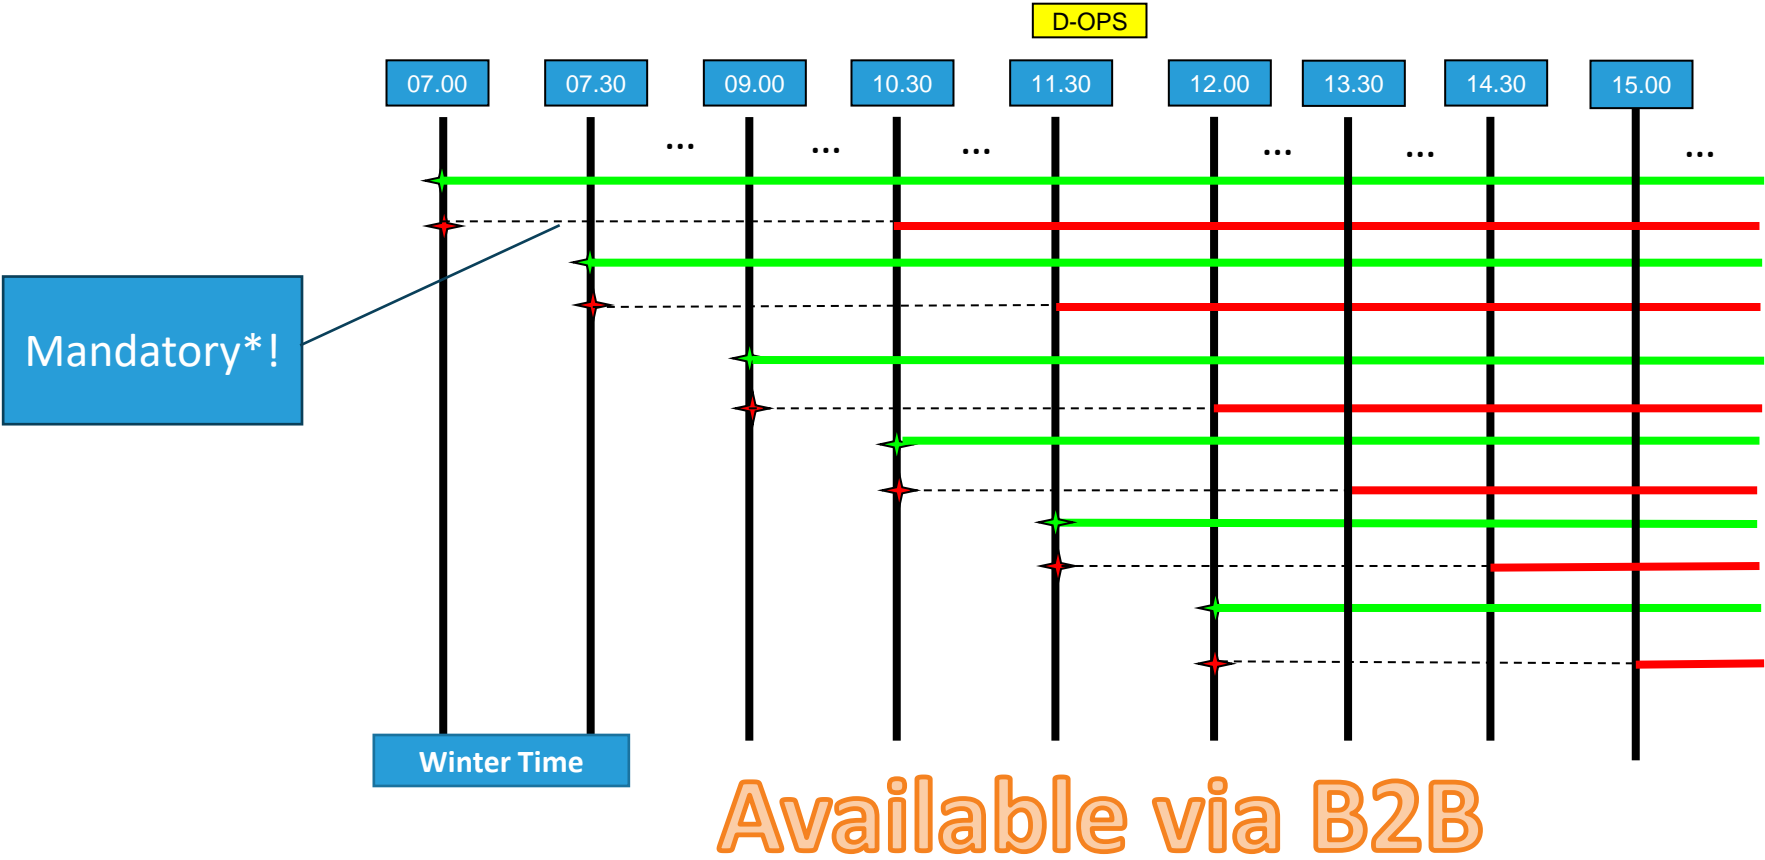 D-OPS
07.00 07.30 09.00 10.30 11.30 12.00 13.30 14.30 15.00
... ... ... ... ... ...
Mandatory*!
Winter Time
Available via B2B